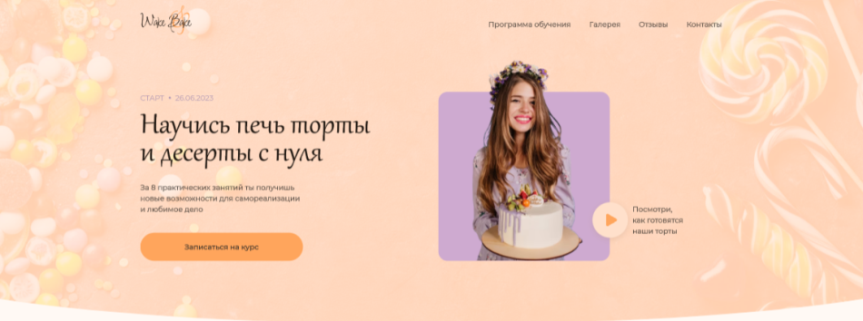 Wake Bake
Программа обучения Галерея Отзывы Контакты
СТАРТ • 26.06.2023
Научись печь торты
и десерты с нуля
За 8 практических занятий ты получишь
новые возможности для самореализации
и любимое дело
Записаться на курс
Посмотри,
как готовятся
наши торты